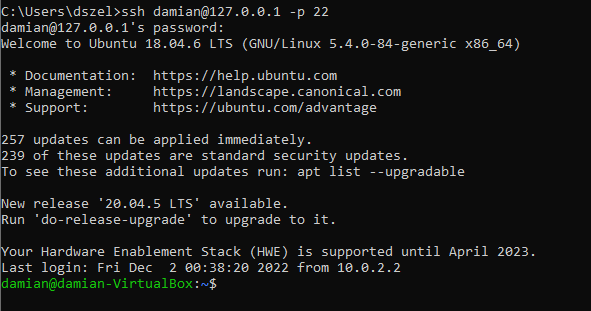 C:\Users\dszel>ssh damian@127.0.0.1 -p 22
damian@127.0.0.1's password:
Welcome to Ubuntu 18.04.6 LTS (GNU/Linux 5.4.0-84-generic x86_64)
* Documentation:  https://help.ubuntu.com
* Management:     https://landscape.canonical.com
* Support:        https://ubuntu.com/advantage
257 updates can be applied immediately.
239 of these updates are standard security updates.
To see these additional updates run: apt list --upgradable
New release '20.04.5 LTS' available.
Run 'do-release-upgrade' to upgrade to it.
Your Hardware Enablement Stack (HWE) is supported until April 2023.
Last login: Fri Dec  2 00:38:20 2022 from 10.0.2.2
damian@damian-VirtualBox:~$